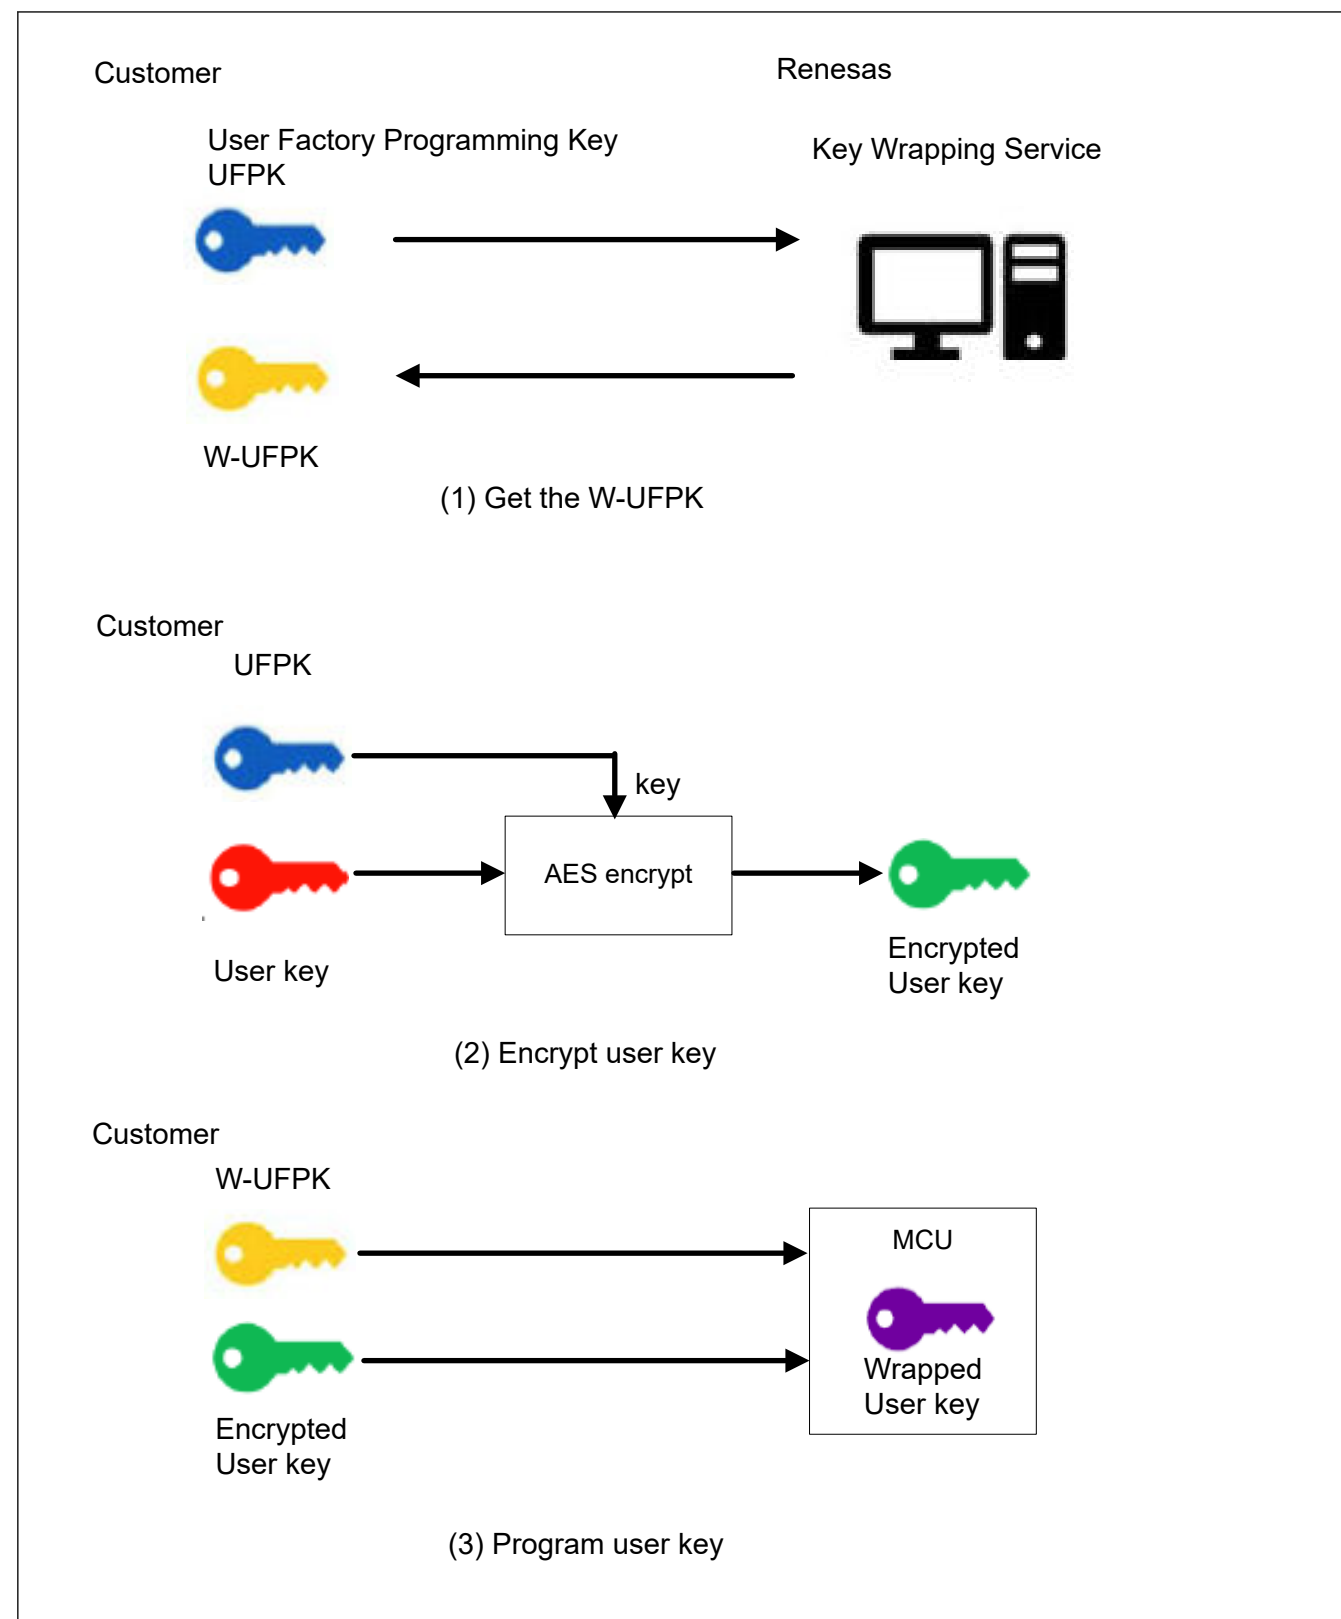 Customer
Renesas
User Factory Programming Key
UFPK
Key Wrapping Service
W-UFPK
(1) Get the W-UFPK
Customer
UFPK
key
AES encrypt
User key
Encrypted
User key
(2) Encrypt user key
Customer
W-UFPK
MCU
Wrapped
User key
Encrypted
User key
(3) Program user key